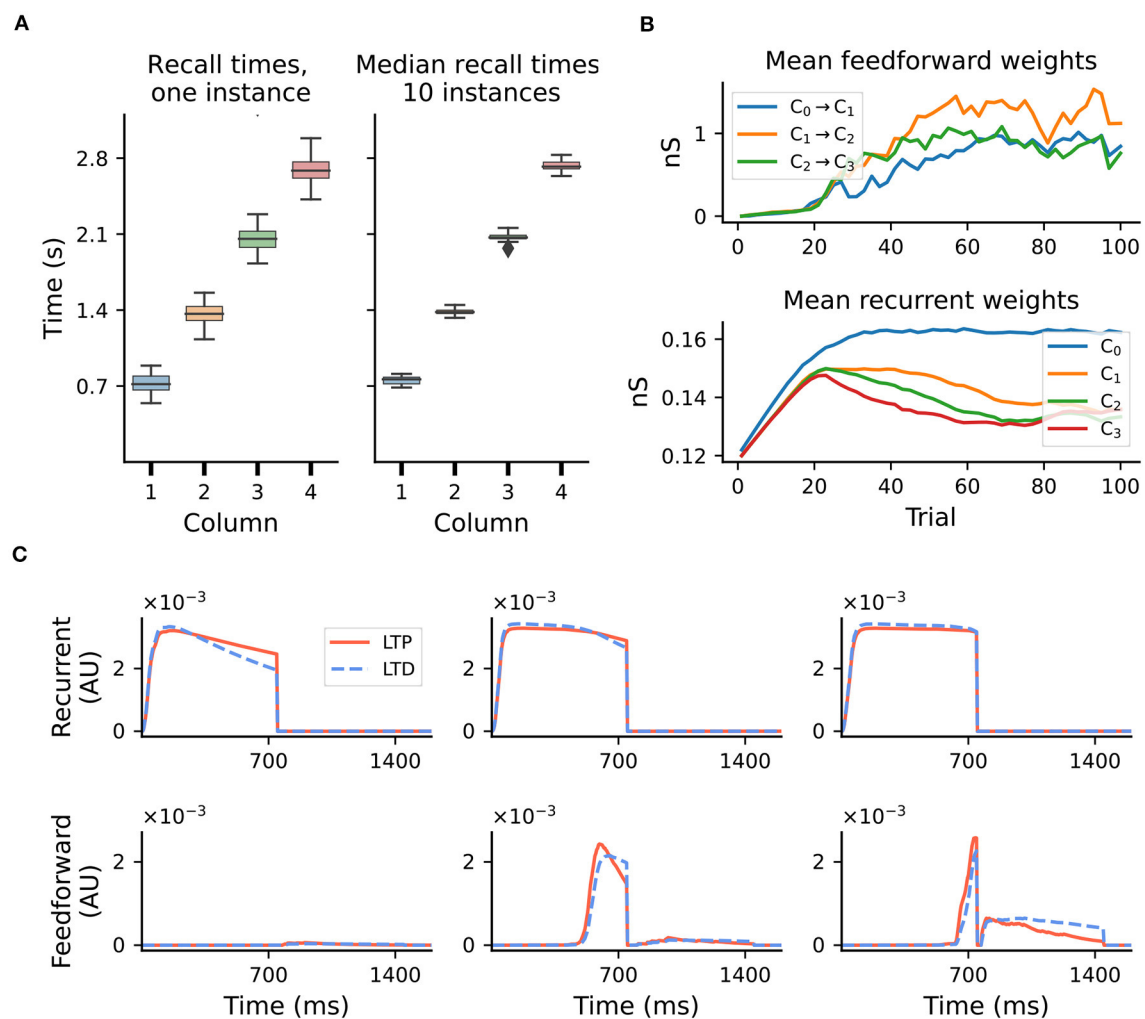 A
Recall times,
one instance
Median recall times
10 instances
Time (s)
2.8
2.1
1.4
0.7
1 2 3 4
Column
1 2 3 4
Column
B
Mean feedforward weights
nS
1
0
C0 → C1
C1 → C2
C2 → C3
0 20 40 60 80 100
Mean recurrent weights
nS
0.16
0.14
0.12
C0
C1
C2
C3
0 20 40 60 80 100
Trial
C
Recurrent
(AU)
×10−3
2
0
LTP
LTD
700 1400
×10−3
2
0
700 1400
×10−3
2
0
700 1400
Feedforward
(AU)
×10−3
2
0
700 1400
Time (ms)
×10−3
2
0
700 1400
Time (ms)
×10−3
2
0
700 1400
Time (ms)